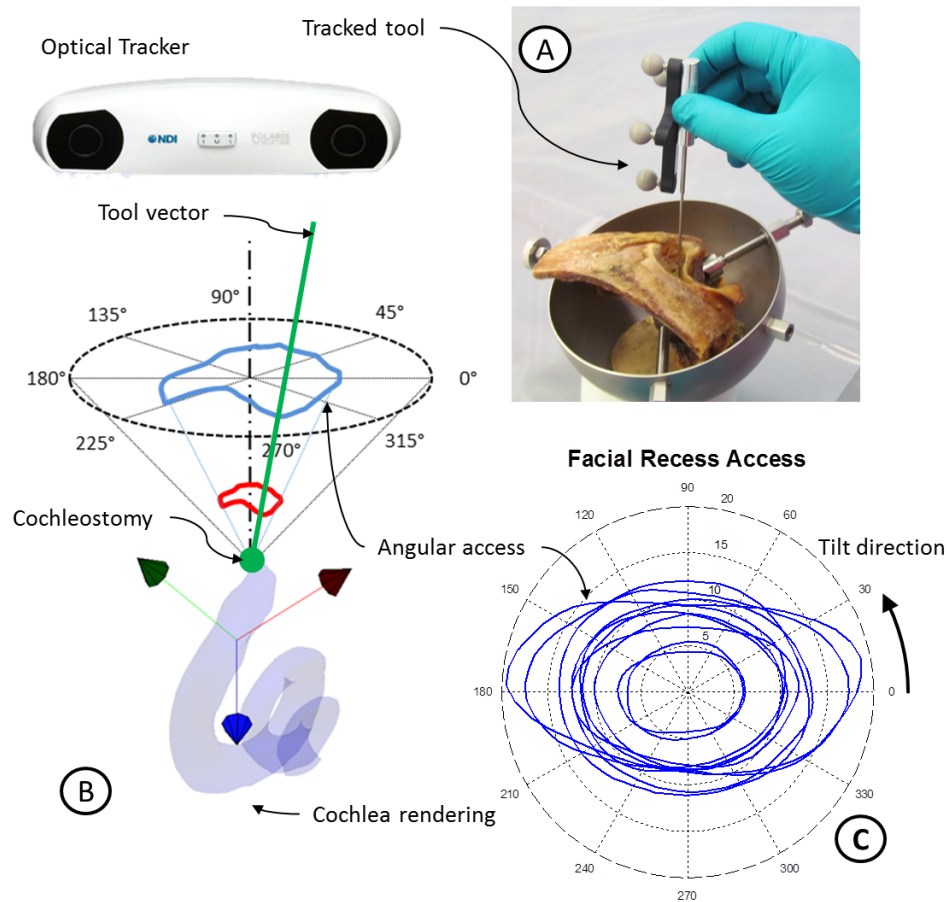 Optical Tracker
Tracked tool
A
NDI
POLARIS
Tool vector
90°
135°
45°
180°
0°
225°
315°
270°
Cochleostomy
Angular access
B
Cochlea rendering
Facial Recess Access
90
20
120
60
15
Tilt direction
150
10
30
5
180
0
210
330
240
300
270
C